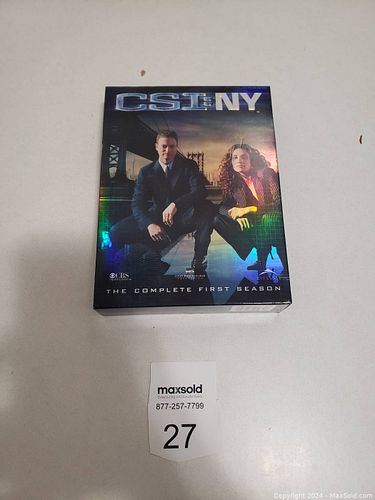 CSI: NY
CBS
THE COMPLETE FIRST SEASON
maxsold
877-257-7799
27
Copyright 2024 - MaxSold.com